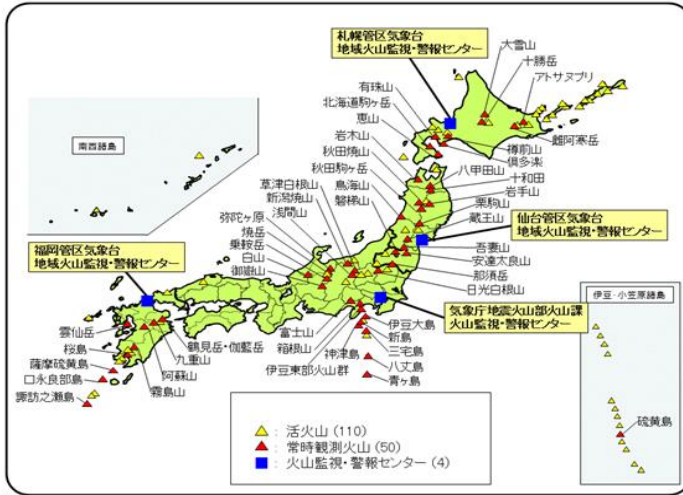 札幌管区気象台
地域火山監視・警報センター
大雪山
十勝岳
アトサヌプリ
有珠山
北海道駒ヶ岳
恵山
岩木山
秋田焼山
秋田駒ヶ岳
鳥海山
磐梯山
草津白根山
新潟焼山
浅間山
弥陀ヶ原
焼岳
乗鞍岳
白山
御嶽山
雌阿寒岳
樽前山
倶多楽
八甲田山
十和田
岩手山
栗駒山
蔵王山
仙台管区気象台
地域火山監視・警報センター
吾妻山
安達太良山
那須岳
日光白根山
気象庁地震火山部火山課
火山監視・警報センター
南西諸島
福岡管区気象台
地域火山監視・警報センター
雲仙岳
桜島
薩摩硫黄島
口永良部島
諏訪之瀬島
鶴見岳・伽藍岳
九重山
阿蘇山
霧島山
富士山
箱根山
伊豆東部火山群
神津島
伊豆大島
新島
三宅島
八丈島
青ヶ島
伊豆・小笠原諸島
硫黄島
: 活火山 (110)
: 常時観測火山 (50)
: 火山監視・警報センター (4)